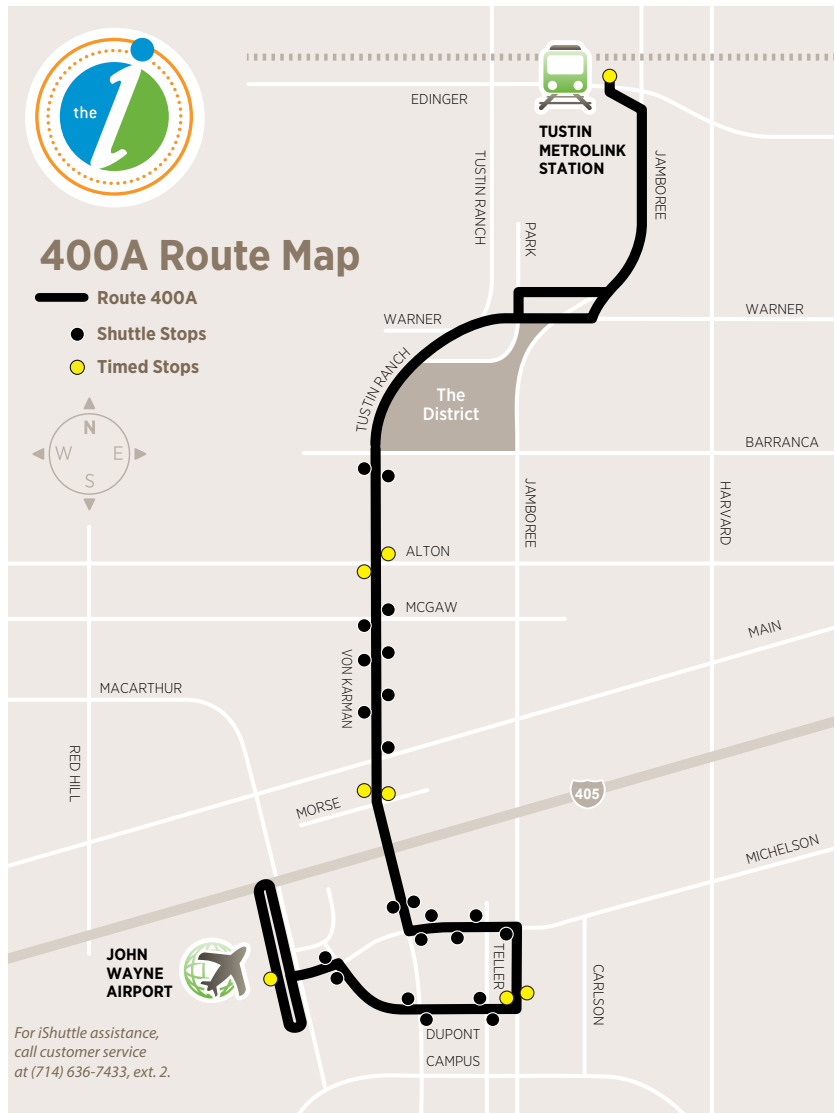 the i
EDINGER
TUSTIN
METROLINK
STATION
TUSTIN RANCH
JAMBOREE
PARK
400A Route Map
Route 400A
Shuttle Stops
Timed Stops
WARNER
WARNER
TUSTIN RANCH
The
District
N
W E
S
BARRANCA
JAMBOREE
HARVARD
ALTON
MCGAW
MAIN
VON KARMAN
MACARTHUR
RED HILL
MORSE
405
MICHELSON
JOHN
WAYNE
AIRPORT
TELLER
CARLSON
DUPONT
CAMPUS
For iShuttle assistance,
call customer service
at (714) 636-7433, ext. 2.